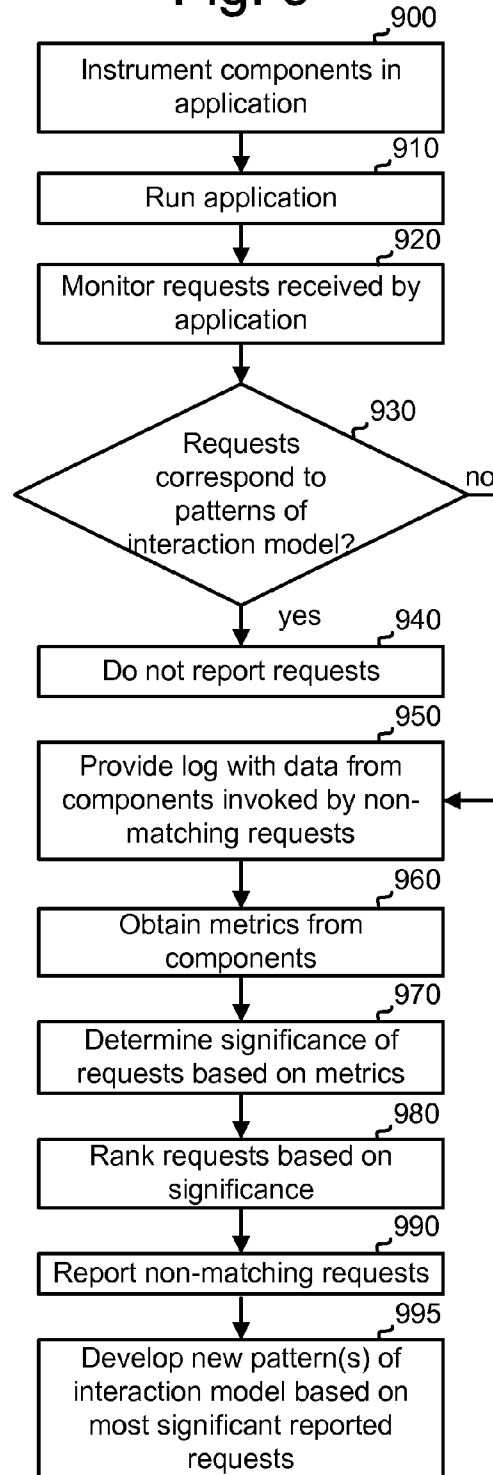 900
Instrument components in
application
910
Run application
920
Monitor requests received by
application
930
Requests
correspond to
patterns of
interaction model?
no
yes
940
Do not report requests
950
Provide log with data from
components invoked by non-
matching requests
960
Obtain metrics from
components
970
Determine significance of
requests based on metrics
980
Rank requests based on
significance
990
Report non-matching requests
995
Develop new pattern(s) of
interaction model based on
most significant reported
requests